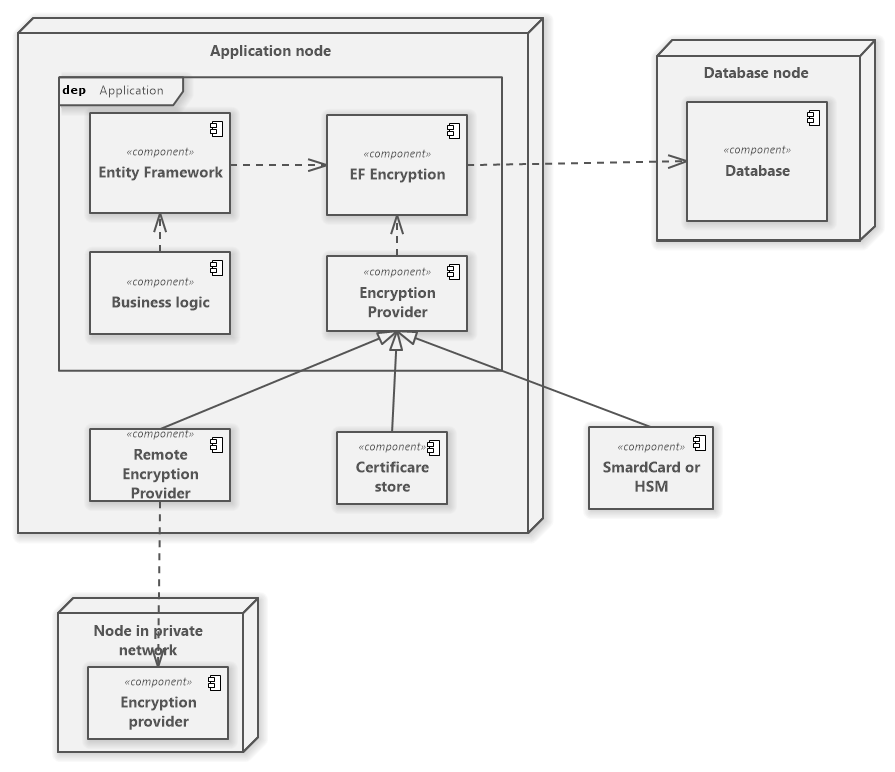 Application node
Database node
dep Application
«component»
Entity Framework
«component»
EF Encryption
«component»
Database
«component»
Business logic
«component»
Encryption
Provider
«component»
Remote
Encryption
Provider
«component»
Certificare
store
«component»
SmardCard or
HSM
Node in private
network
«component»
Encryption
provider